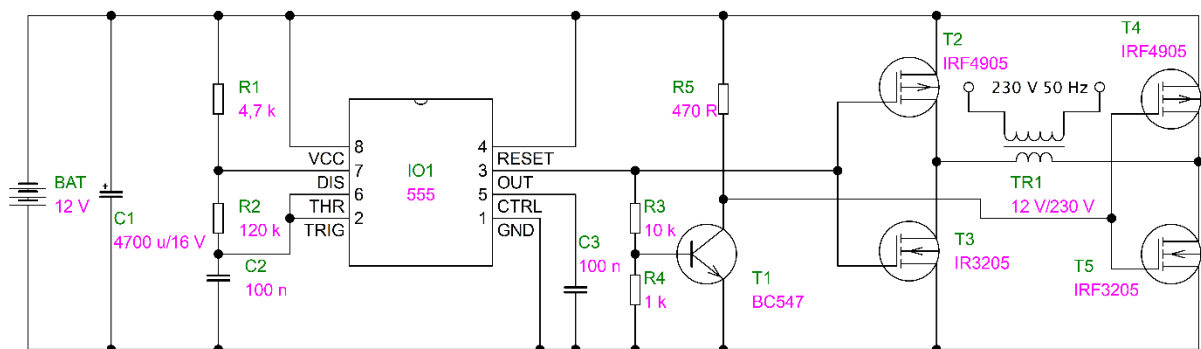 BAT
12 V
C1
4700 u/16 V
R1
4,7 k
R2
120 k
C2
100 n
8
VCC
7
DIS
6
THR
2
TRIG
IO1
555
4
RESET
3
OUT
5
CTRL
1
GND
C3
100 n
R3
10 k
R4
1 k
R5
470 R
T1
BC547
T2
IRF4905
T3
IR3205
230 V 50 Hz
TR1
12 V/230 V
T4
IRF4905
T5
IRF3205